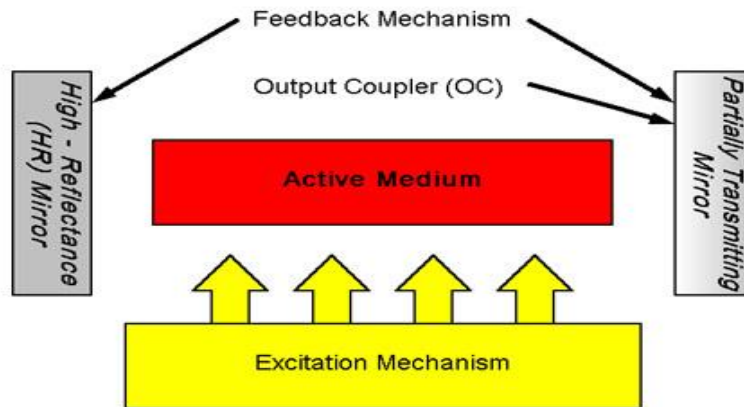 Feedback Mechanism
Output Coupler (OC)
High - Reflectance
(HR) Mirror
Active Medium
Partially Transmitting
Mirror
Excitation Mechanism